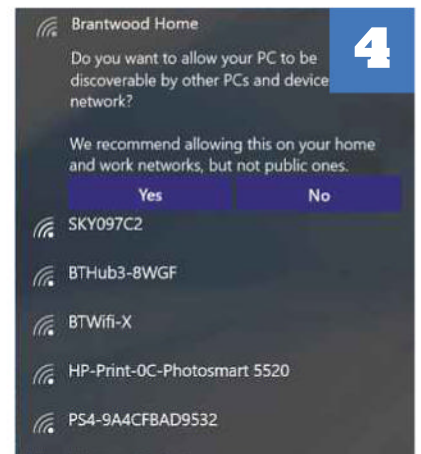 Brantwood Home
4
Do you want to allow your PC to be
discoverable by other PCs and device
network?
We recommend allowing this on your home
and work networks, but not public ones.
Yes No
SKY097C2
BTHub3-8WGF
BTWifi-X
HP-Print-0C-Photosmart 5520
PS4-9A4CFBAD9532